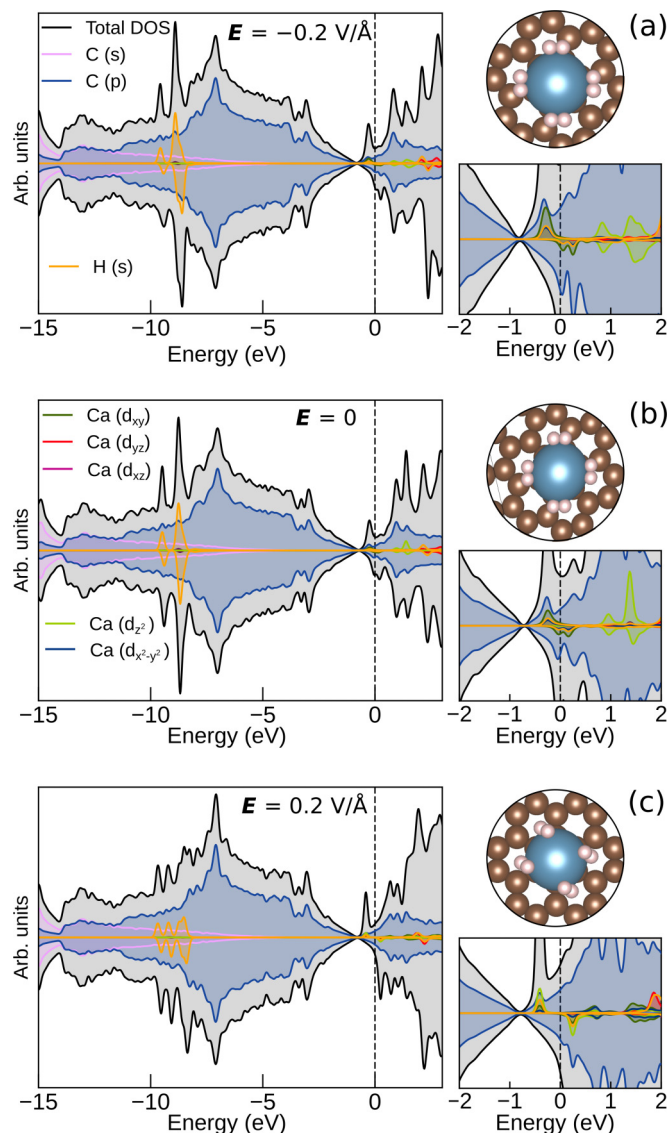 Total DOS
C (s)
C (p)
E = −0.2 V/Å
(a)
Arb. units
H (s)
−15 −10 −5 0
Energy (eV)
−2 −1 0 1 2
Energy (eV)
Ca (dxy)
Ca (dyz)
Ca (dxz)
E = 0
(b)
Arb. units
Ca (dz²)
Ca (dx²−y²)
−15 −10 −5 0
Energy (eV)
−2 −1 0 1 2
Energy (eV)
E = 0.2 V/Å
(c)
Arb. units
−15 −10 −5 0
Energy (eV)
−2 −1 0 1 2
Energy (eV)